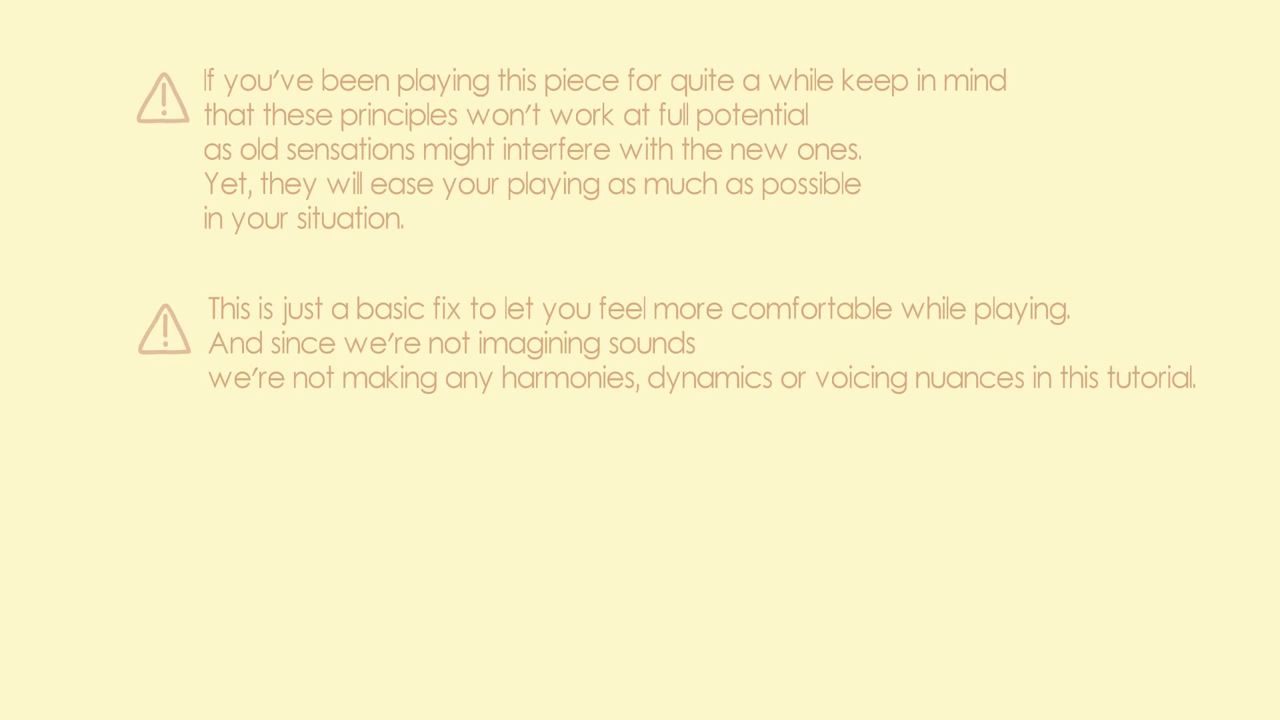 If you've been playing this piece for quite a while keep in mind
that these principles won't work at full potential
as old sensations might interfere with the new ones.
Yet, they will ease your playing as much as possible
in your situation.
This is just a basic fix to let you feel more comfortable while playing.
And since we're not imagining sounds
we're not making any harmonies, dynamics or voicing nuances in this tutorial.